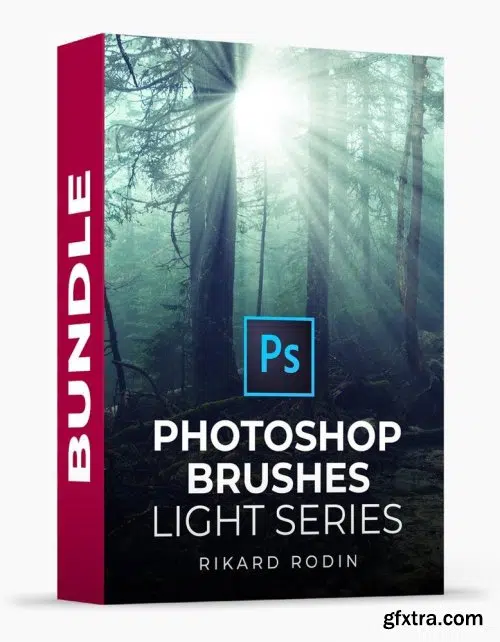 BUNDLE
Ps
PHOTOSHOP
BRUSHES
LIGHT SERIES
RIKARD RODIN
gfxtra.com